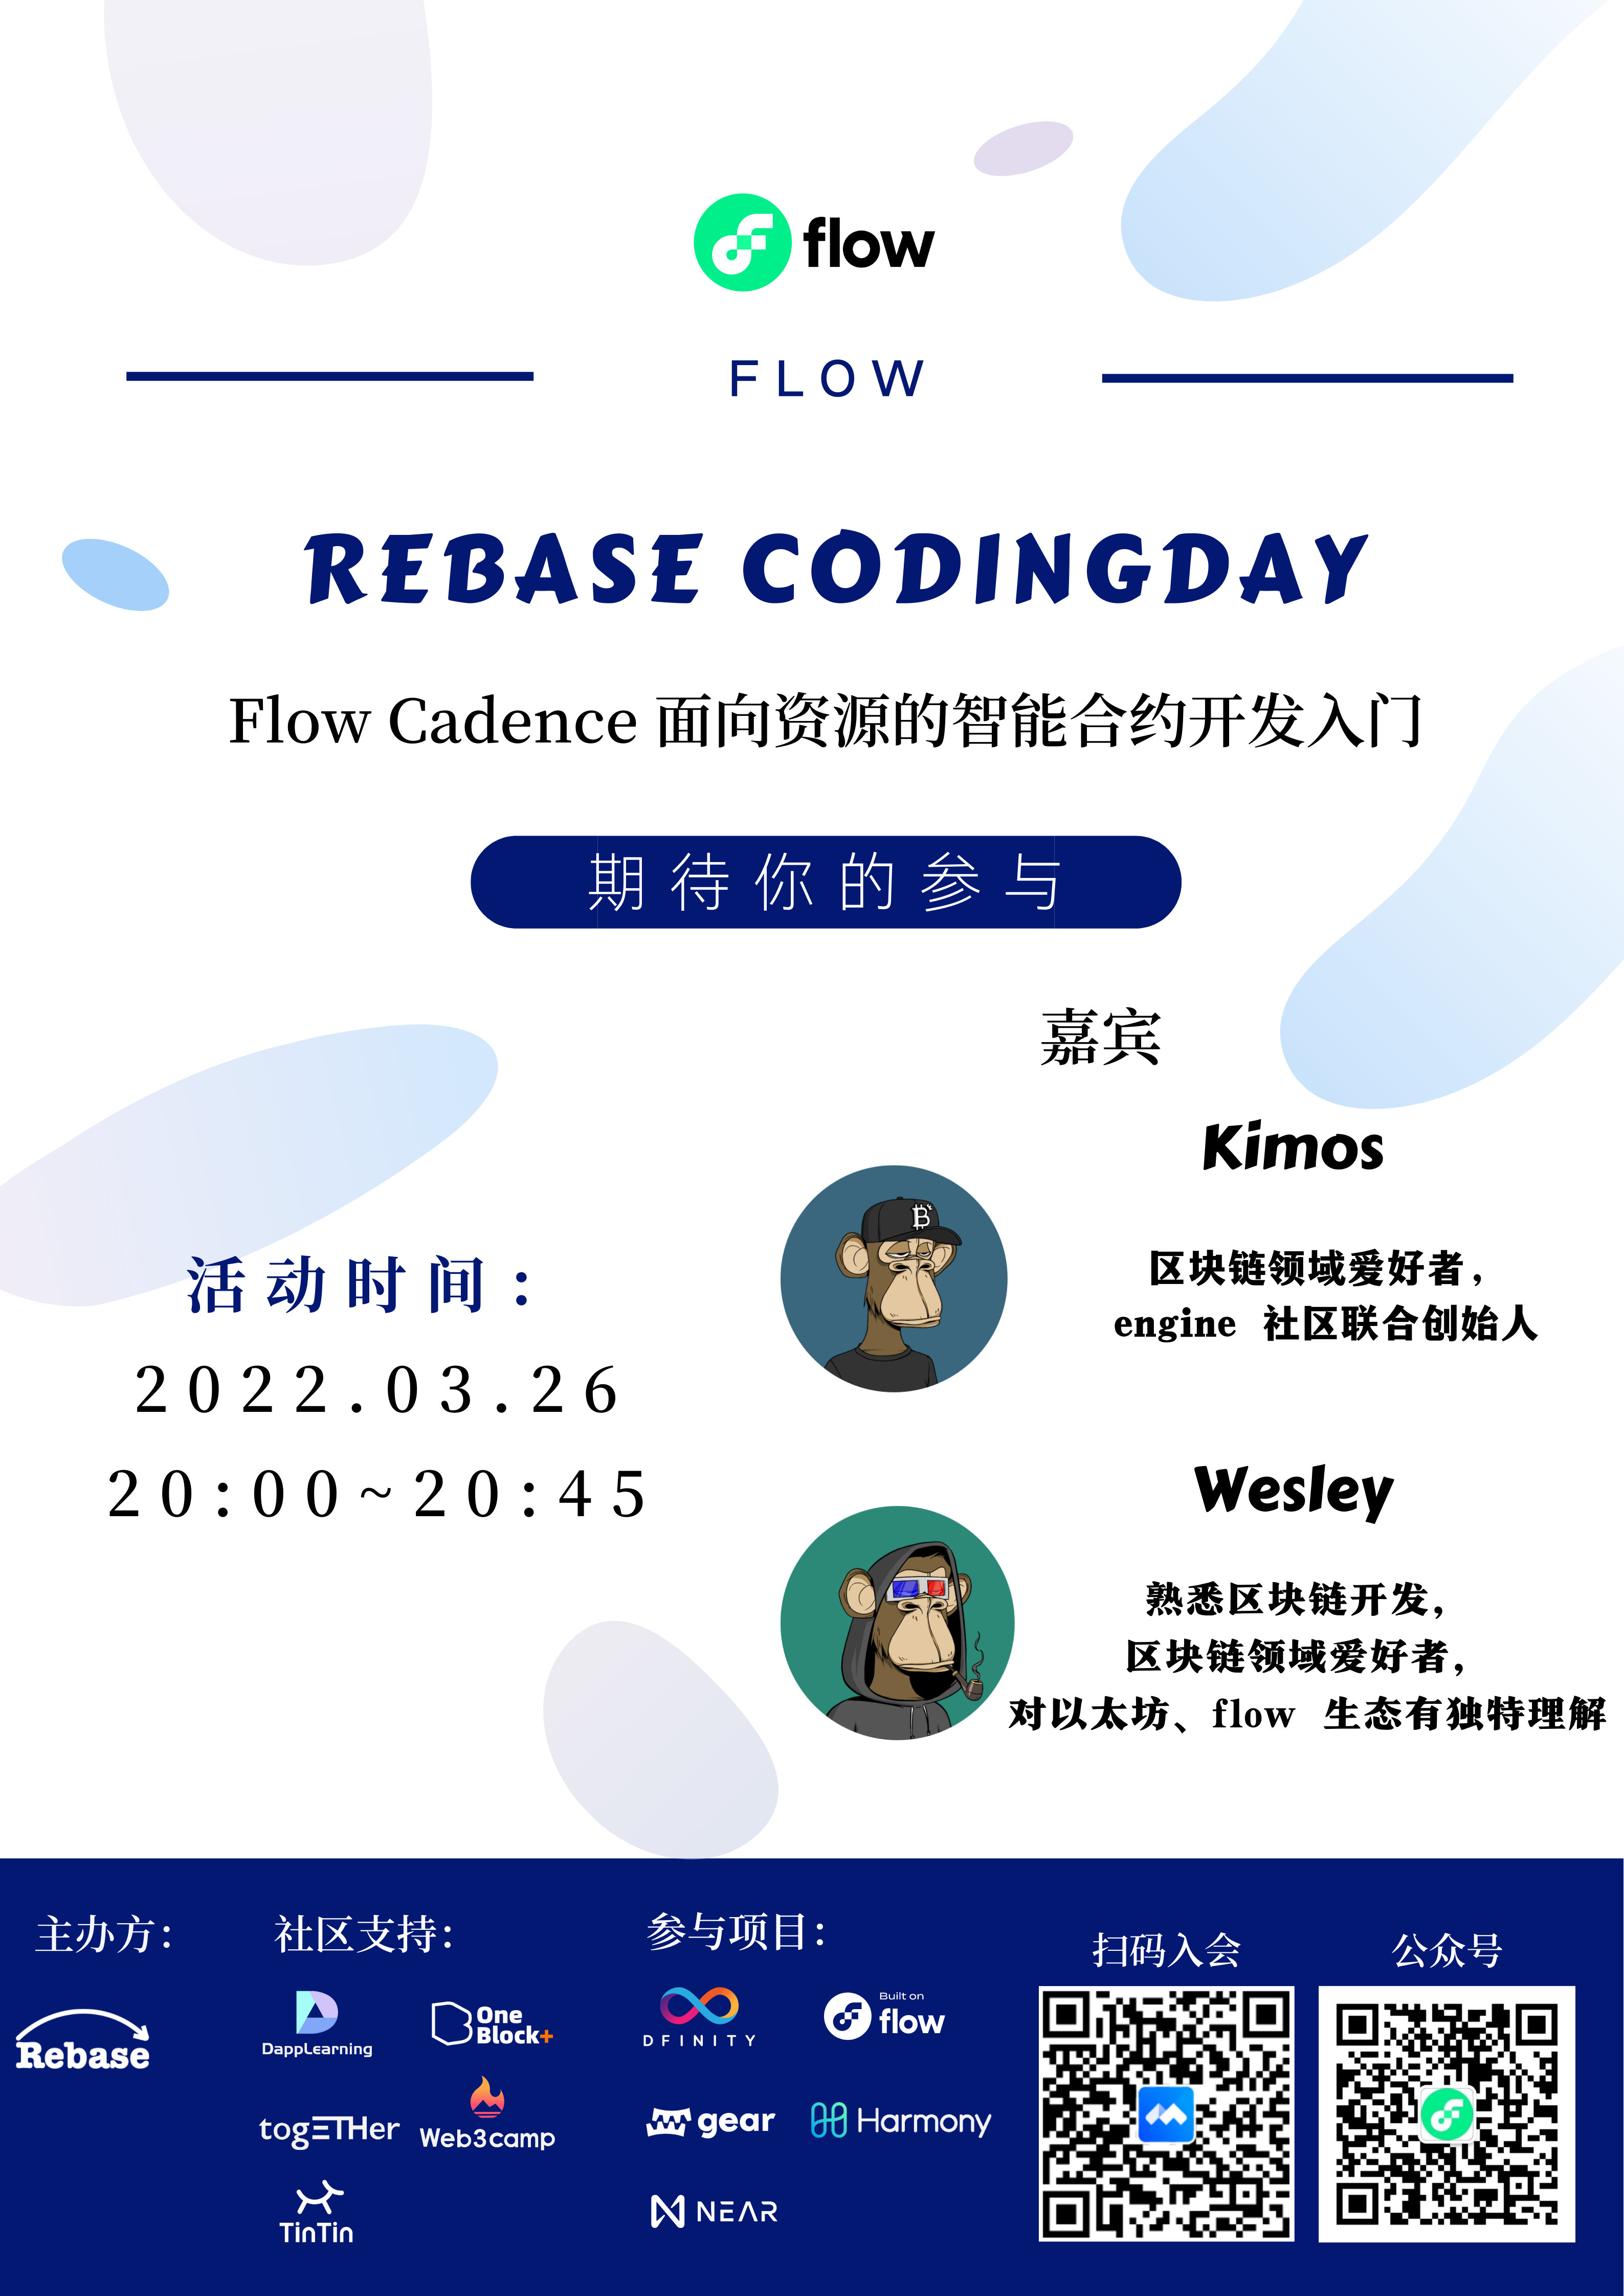 flow
FLOW
REBASE CODINGDAY
Flow Cadence 面向资源的智能合约开发入门
期待你的参与
嘉宾
Kimos
区块链领域爱好者，
engine 社区联合创始人
活动时间：
2022.03.26
20:00~20:45
Wesley
熟悉区块链开发，
区块链领域爱好者，
对以太坊、flow 生态有独特理解
主办方：
Rebase
社区支持：
DappLearning
One
Block+
togETHer
Web3camp
TinTin
参与项目：
DFINITY
Built on
flow
gear
Harmony
NEAR
扫码入会
公众号